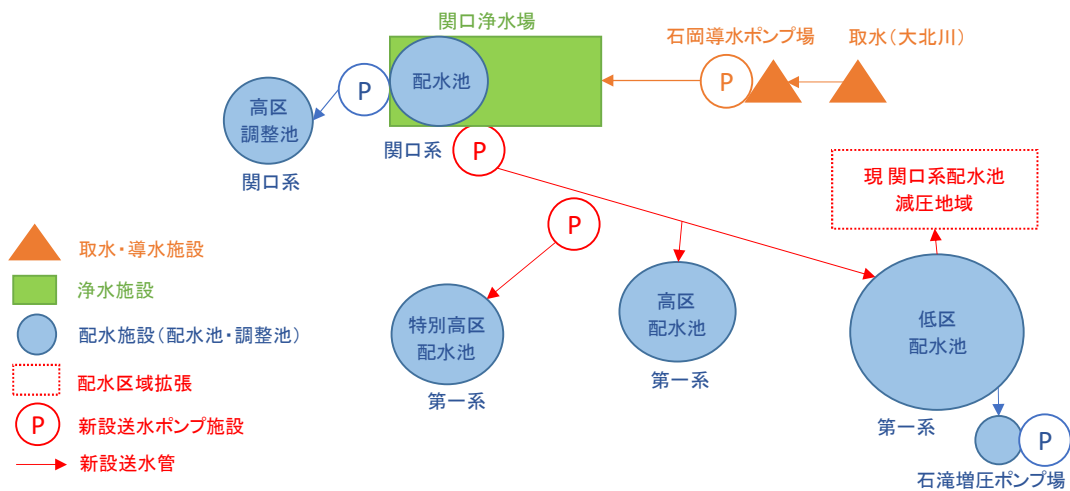 関口浄水場
石岡導水ポンプ場
取水(大北川)
P
配水池
P
高区
調整池
関口系
関口系
P
現 関口系配水池
減圧地域
P
取水・導水施設
浄水施設
配水施設(配水池・調整池)
配水区域拡張
P
新設送水ポンプ施設
新設送水管
特別高区
配水池
第一系
高区
配水池
第一系
低区
配水池
第一系
P
石滝増圧ポンプ場